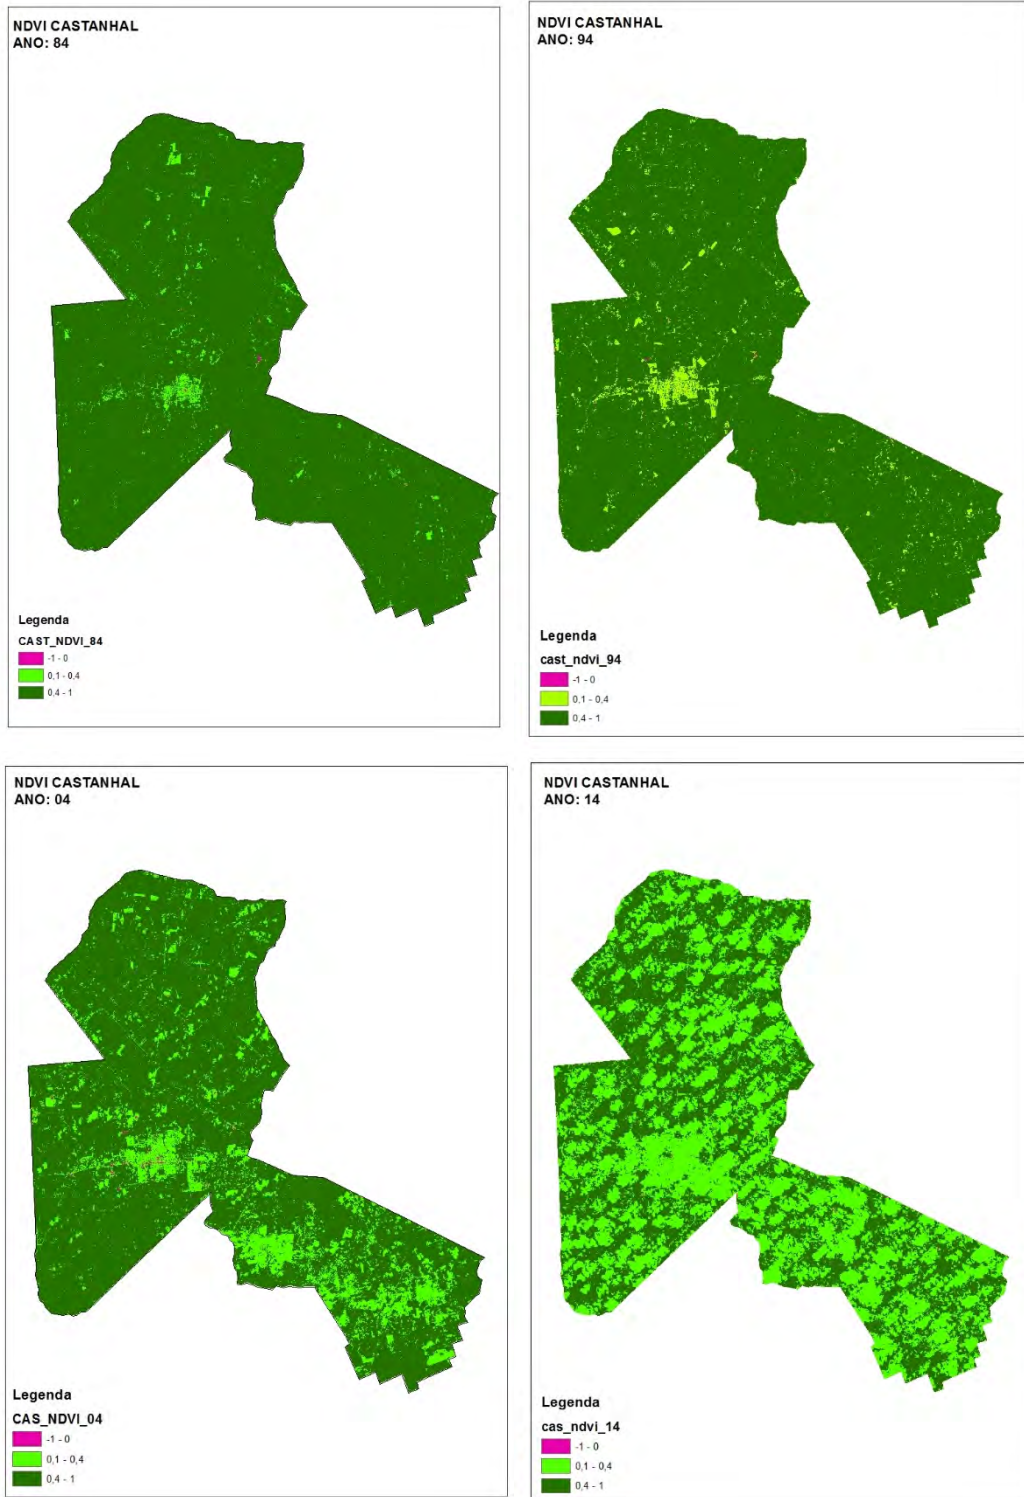 NDVI CASTANHAL
ANO: 84
Legenda
CAST_NDVI_84
-1 - 0
0,1 - 0,4
0,4 - 1
NDVI CASTANHAL
ANO: 94
Legenda
cast_ndvi_94
-1 - 0
0,1 - 0,4
0,4 - 1
NDVI CASTANHAL
ANO: 04
Legenda
CAS_NDVI_04
-1 - 0
0,1 - 0,4
0,4 - 1
NDVI CASTANHAL
ANO: 14
Legenda
cas_ndvi_14
-1 - 0
0,1 - 0,4
0,4 - 1